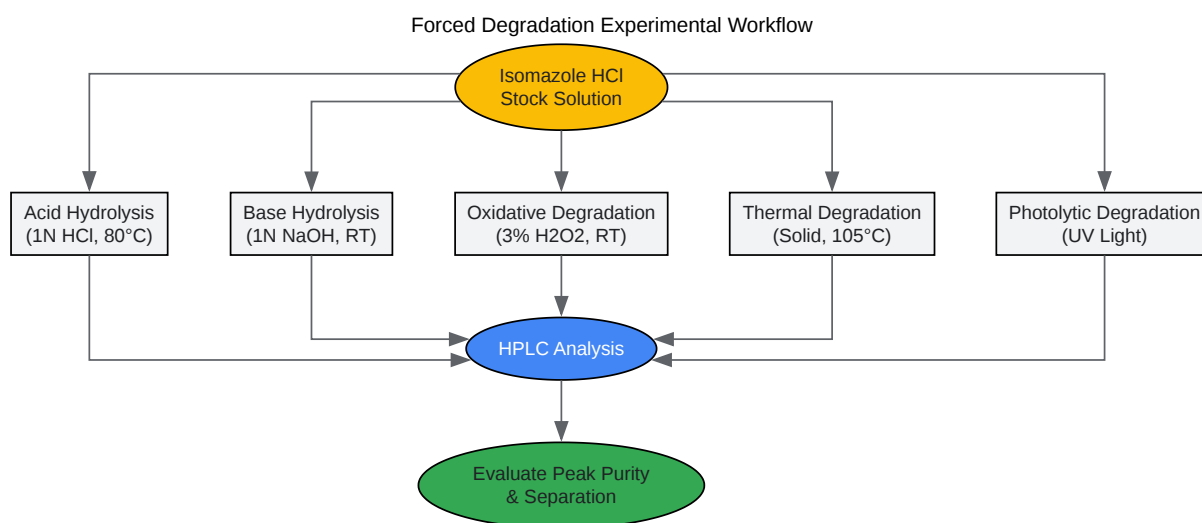 Forced Degradation Experimental Workflow
Isomazole HCl
Stock Solution
Acid Hydrolysis
(1N HCl, 80°C)
Base Hydrolysis
(1N NaOH, RT)
Oxidative Degradation
(3% H2O2, RT)
Thermal Degradation
(Solid, 105°C)
Photolytic Degradation
(UV Light)
HPLC Analysis
Evaluate Peak Purity
& Separation